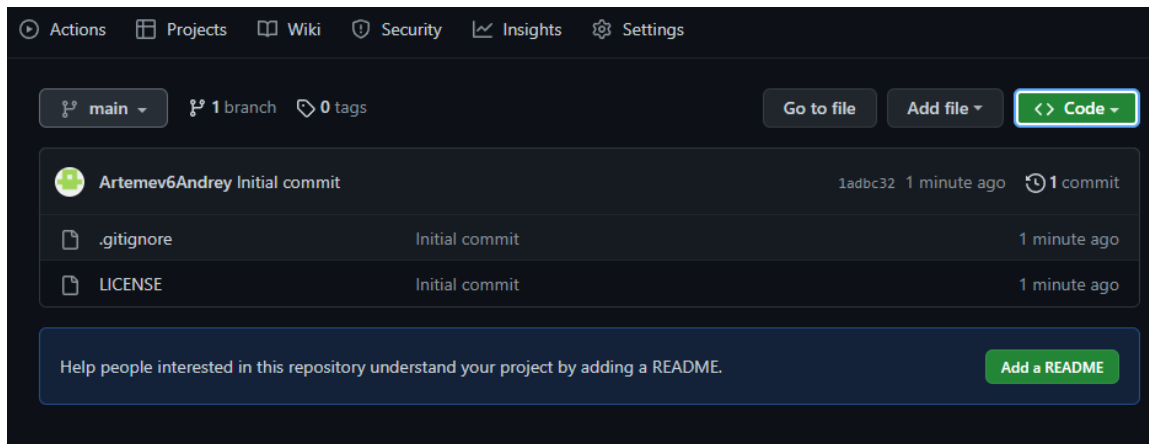 Actions Projects Wiki Security Insights Settings
main 1 branch 0 tags Go to file Add file <> Code
Artemev6Andrey Initial commit 1adbc32 1 minute ago 1 commit
.gitignore Initial commit 1 minute ago
LICENSE Initial commit 1 minute ago
Help people interested in this repository understand your project by adding a README. Add a README